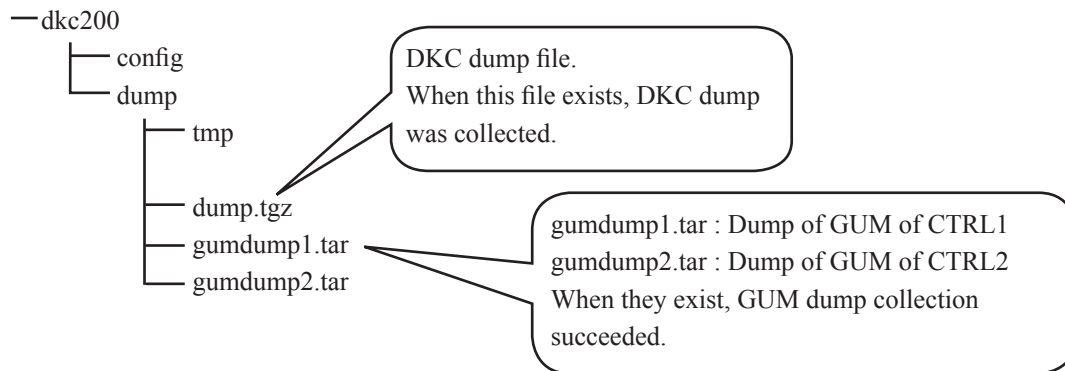 dkc200
config
dump
tmp
dump.tgz
gumdump1.tar
gumdump2.tar
DKC dump file.
When this file exists, DKC dump
was collected.
gumdump1.tar : Dump of GUM of CTRL1
gumdump2.tar : Dump of GUM of CTRL2
When they exist, GUM dump collection
succeeded.